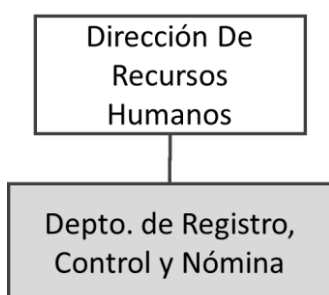 Dirección De
Recursos
Humanos
Depto. de Registro,
Control y Nómina